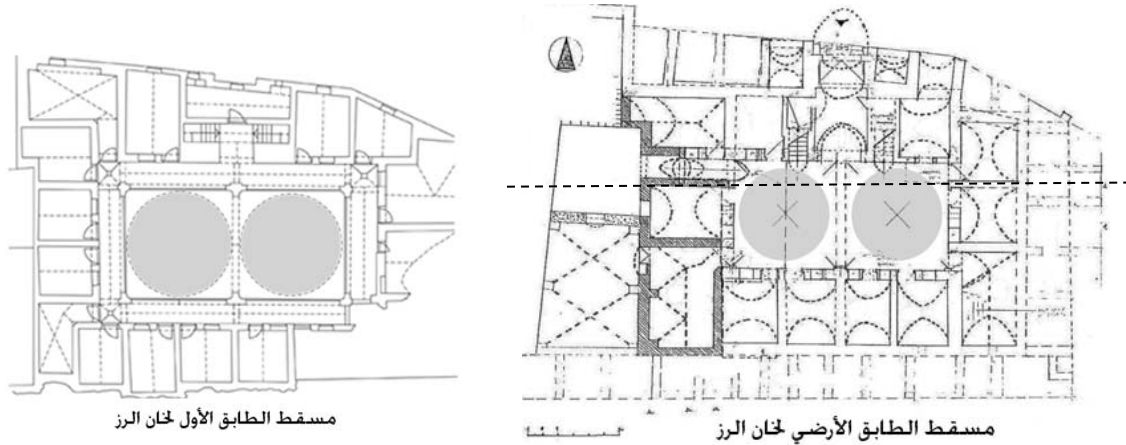 مسقط الطابق الأرضي لخان الرز
مسقط الطابق الأول لخان الرز